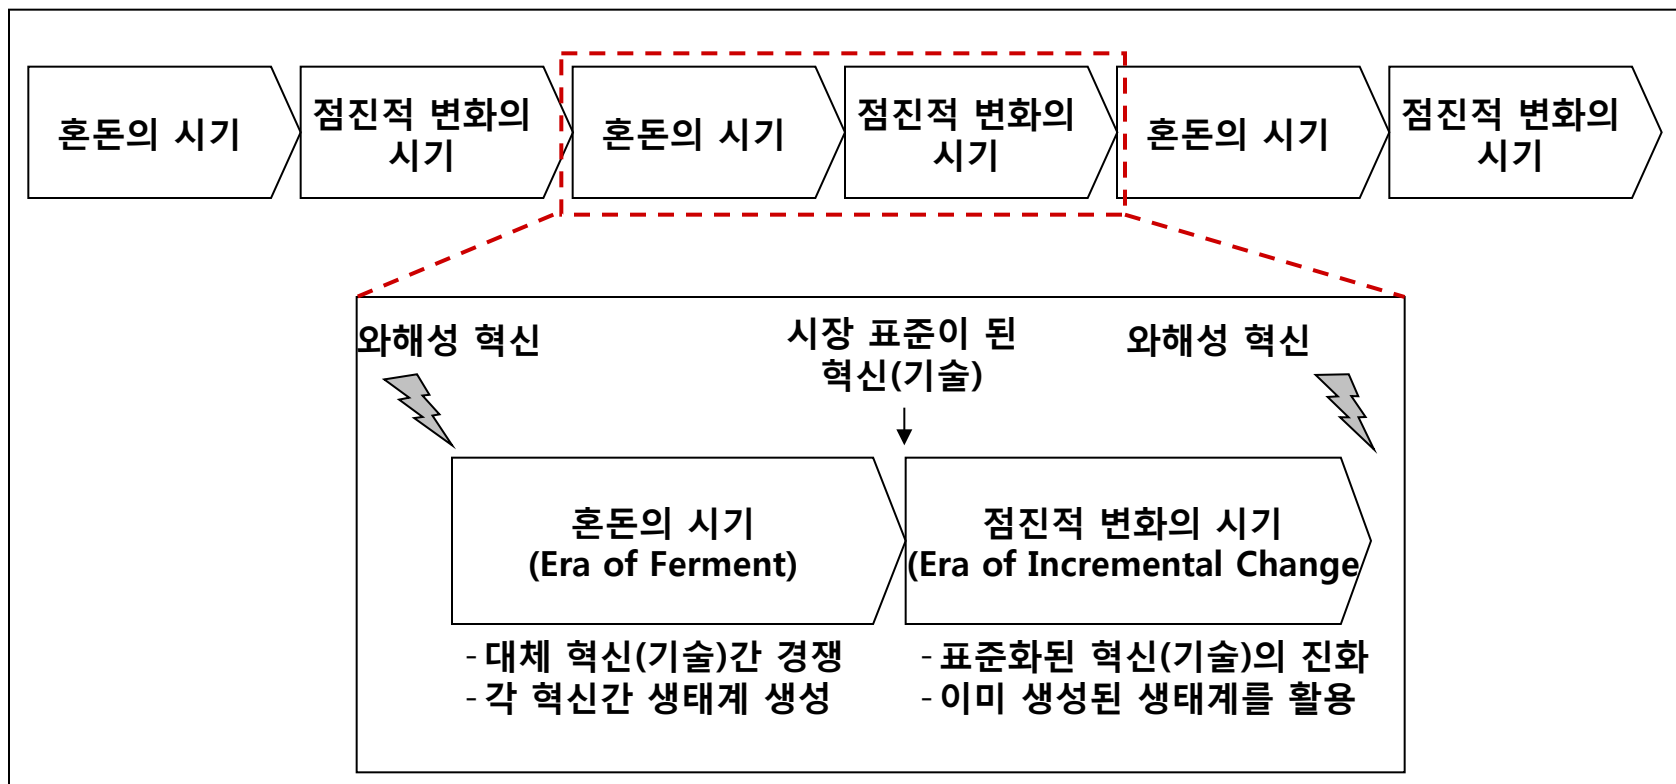 혼돈의 시기
점진적 변화의
시기
혼돈의 시기
점진적 변화의
시기
혼돈의 시기
점진적 변화의
시기
와해성 혁신
시장 표준이 된
혁신(기술)
와해성 혁신
혼돈의 시기
(Era of Ferment)
점진적 변화의 시기
(Era of Incremental Change
- 대체 혁신(기술)간 경쟁
- 각 혁신간 생태계 생성
- 표준화된 혁신(기술)의 진화
- 이미 생성된 생태계를 활용